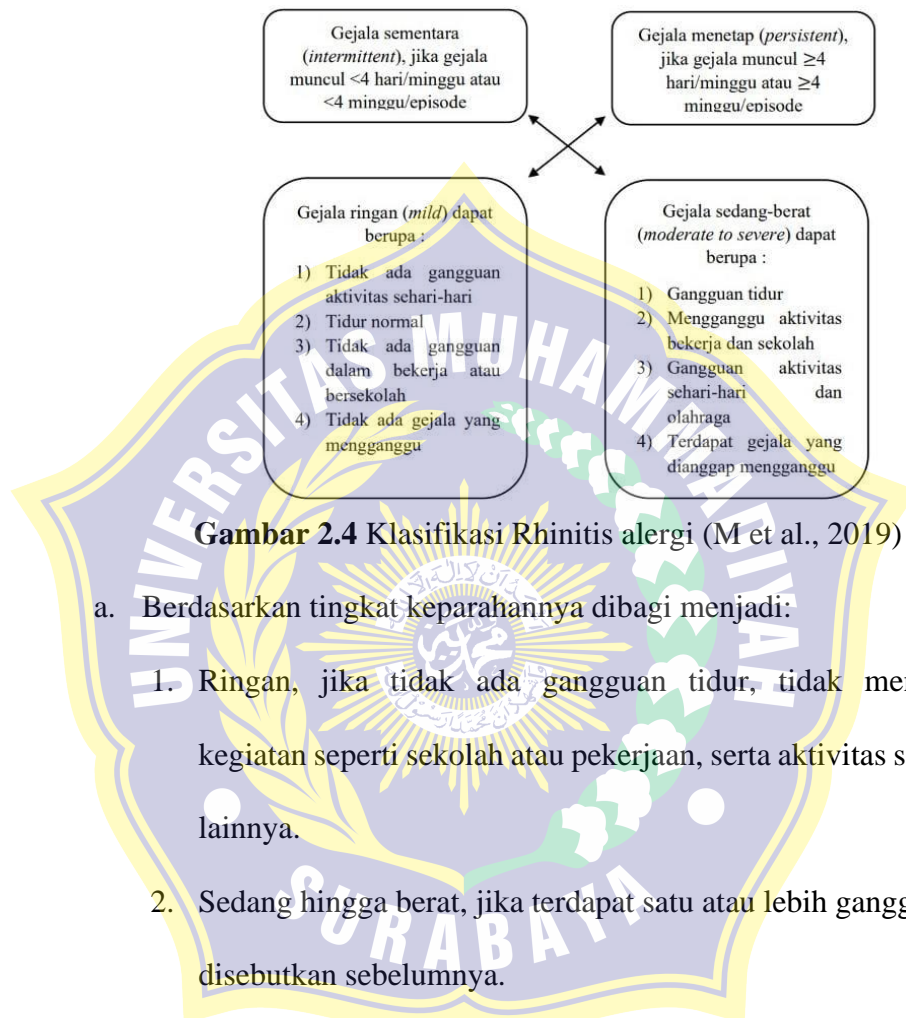 Gejala sementara
(intermittent), jika gejala
muncul <4 hari/minggu atau
<4 minggu/episode
Gejala menetap (persistent),
jika gejala muncul ≥4
hari/minggu atau ≥4
minggu/episode
Gejala ringan (mild) dapat
berupa :
1) Tidak ada gangguan
aktivitas sehari-hari
2) Tidur normal
3) Tidak ada gangguan
dalam bekerja atau
bersekolah
4) Tidak ada gejala yang
mengganggu
Gejala sedang-berat
(moderate to severe) dapat
berupa :
1) Gangguan tidur
2) Mengganggu aktivitas
bekerja dan sekolah
3) Gangguan aktivitas
sehari-hari dan
olahraga
4) Terdapat gejala yang
dianggap mengganggu
Gambar 2.4 Klasifikasi Rhinitis alergi (M et al., 2019)
a. Berdasarkan tingkat keparahannya dibagi menjadi:
1. Ringan, jika tidak ada gangguan tidur, tidak
kegiatan seperti sekolah atau pekerjaan, serta aktivitas
lainnya.
2. Sedang hingga berat, jika terdapat satu atau lebih
disebutkan sebelumnya.
UNIVERSITAS MUHAMMADIYAH
SURABAYA